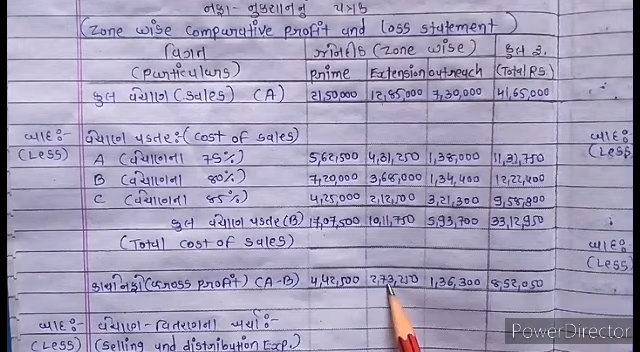 નફા-નુકસાનનું પત્રક
(Zone wise comparative profit and Loss statement)
વિગત ઝોનદીઠ (Zone wise) કુલ રૂ.
(Particulars) Prime Extension outreach (Total Rs.)
કુલ વેચાણ (sales) (A) 21,50,000 12,85,000 7,30,000 41,65,000
બાદઃ- વેચાણ પડતરઃ (Cost of sales) બાદઃ
(Less) A (વેચાણના 75%) 5,62,500 4,31,250 1,38,000 11,31,750 (Less
B (વેચાણના 80%) 7,20,000 3,68,000 1,34,400 12,22,400
C (વેચાણના 85%) 4,25,000 2,12,500 3,21,300 9,58,800
કુલ વેચાણ પડતર (B) 17,07,500 10,11,750 5,93,700 33,12,950
(Total Cost of sales) બાદઃ
(Less)
કાચો નફો (Gross profit) (A-B) 4,42,500 2,73,250 1,36,300 8,52,050
બાદઃ- વેચાણ-વિતરણના ખર્ચાઃ
(Less) (Selling and distribution Exp.)
PowerDirector